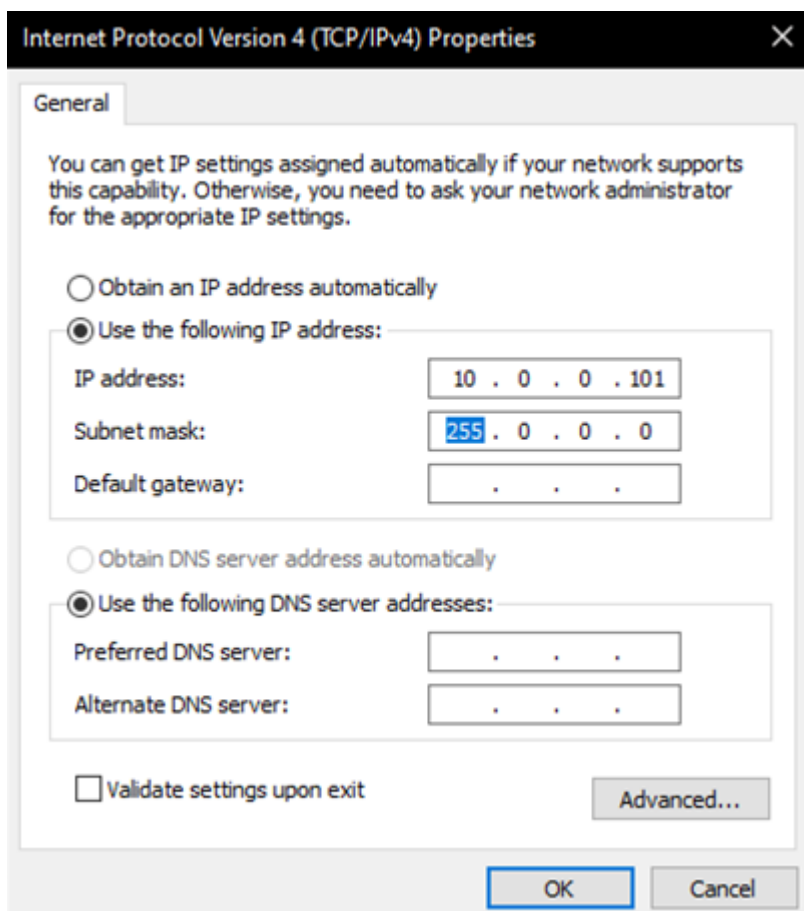 Internet Protocol Version 4 (TCP/IPv4) Properties
General
You can get IP settings assigned automatically if your network supports
this capability. Otherwise, you need to ask your network administrator
for the appropriate IP settings.
Obtain an IP address automatically
Use the following IP address:
IP address: 10 . 0 . 0 . 101
Subnet mask: 255 . 0 . 0 . 0
Default gateway: . . .
Obtain DNS server address automatically
Use the following DNS server addresses:
Preferred DNS server: . . .
Alternate DNS server: . . .
Validate settings upon exit
Advanced...
OK Cancel